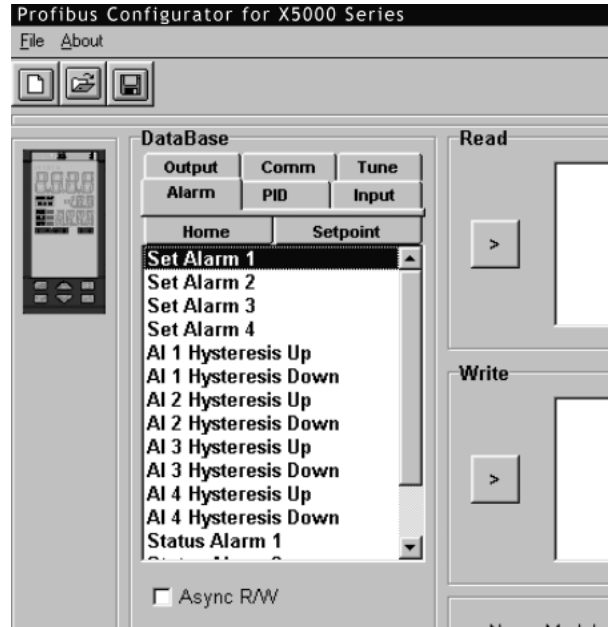 Profibus Configurator for X5000 Series
File About
DataBase
Output Comm Tune
Alarm PID Input
Home Setpoint
Set Alarm 1
Set Alarm 2
Set Alarm 3
Set Alarm 4
Al 1 Hysteresis Up
Al 1 Hysteresis Down
Al 2 Hysteresis Up
Al 2 Hysteresis Down
Al 3 Hysteresis Up
Al 3 Hysteresis Down
Al 4 Hysteresis Up
Al 4 Hysteresis Down
Status Alarm 1
Async R/W
Read
>
Write
>